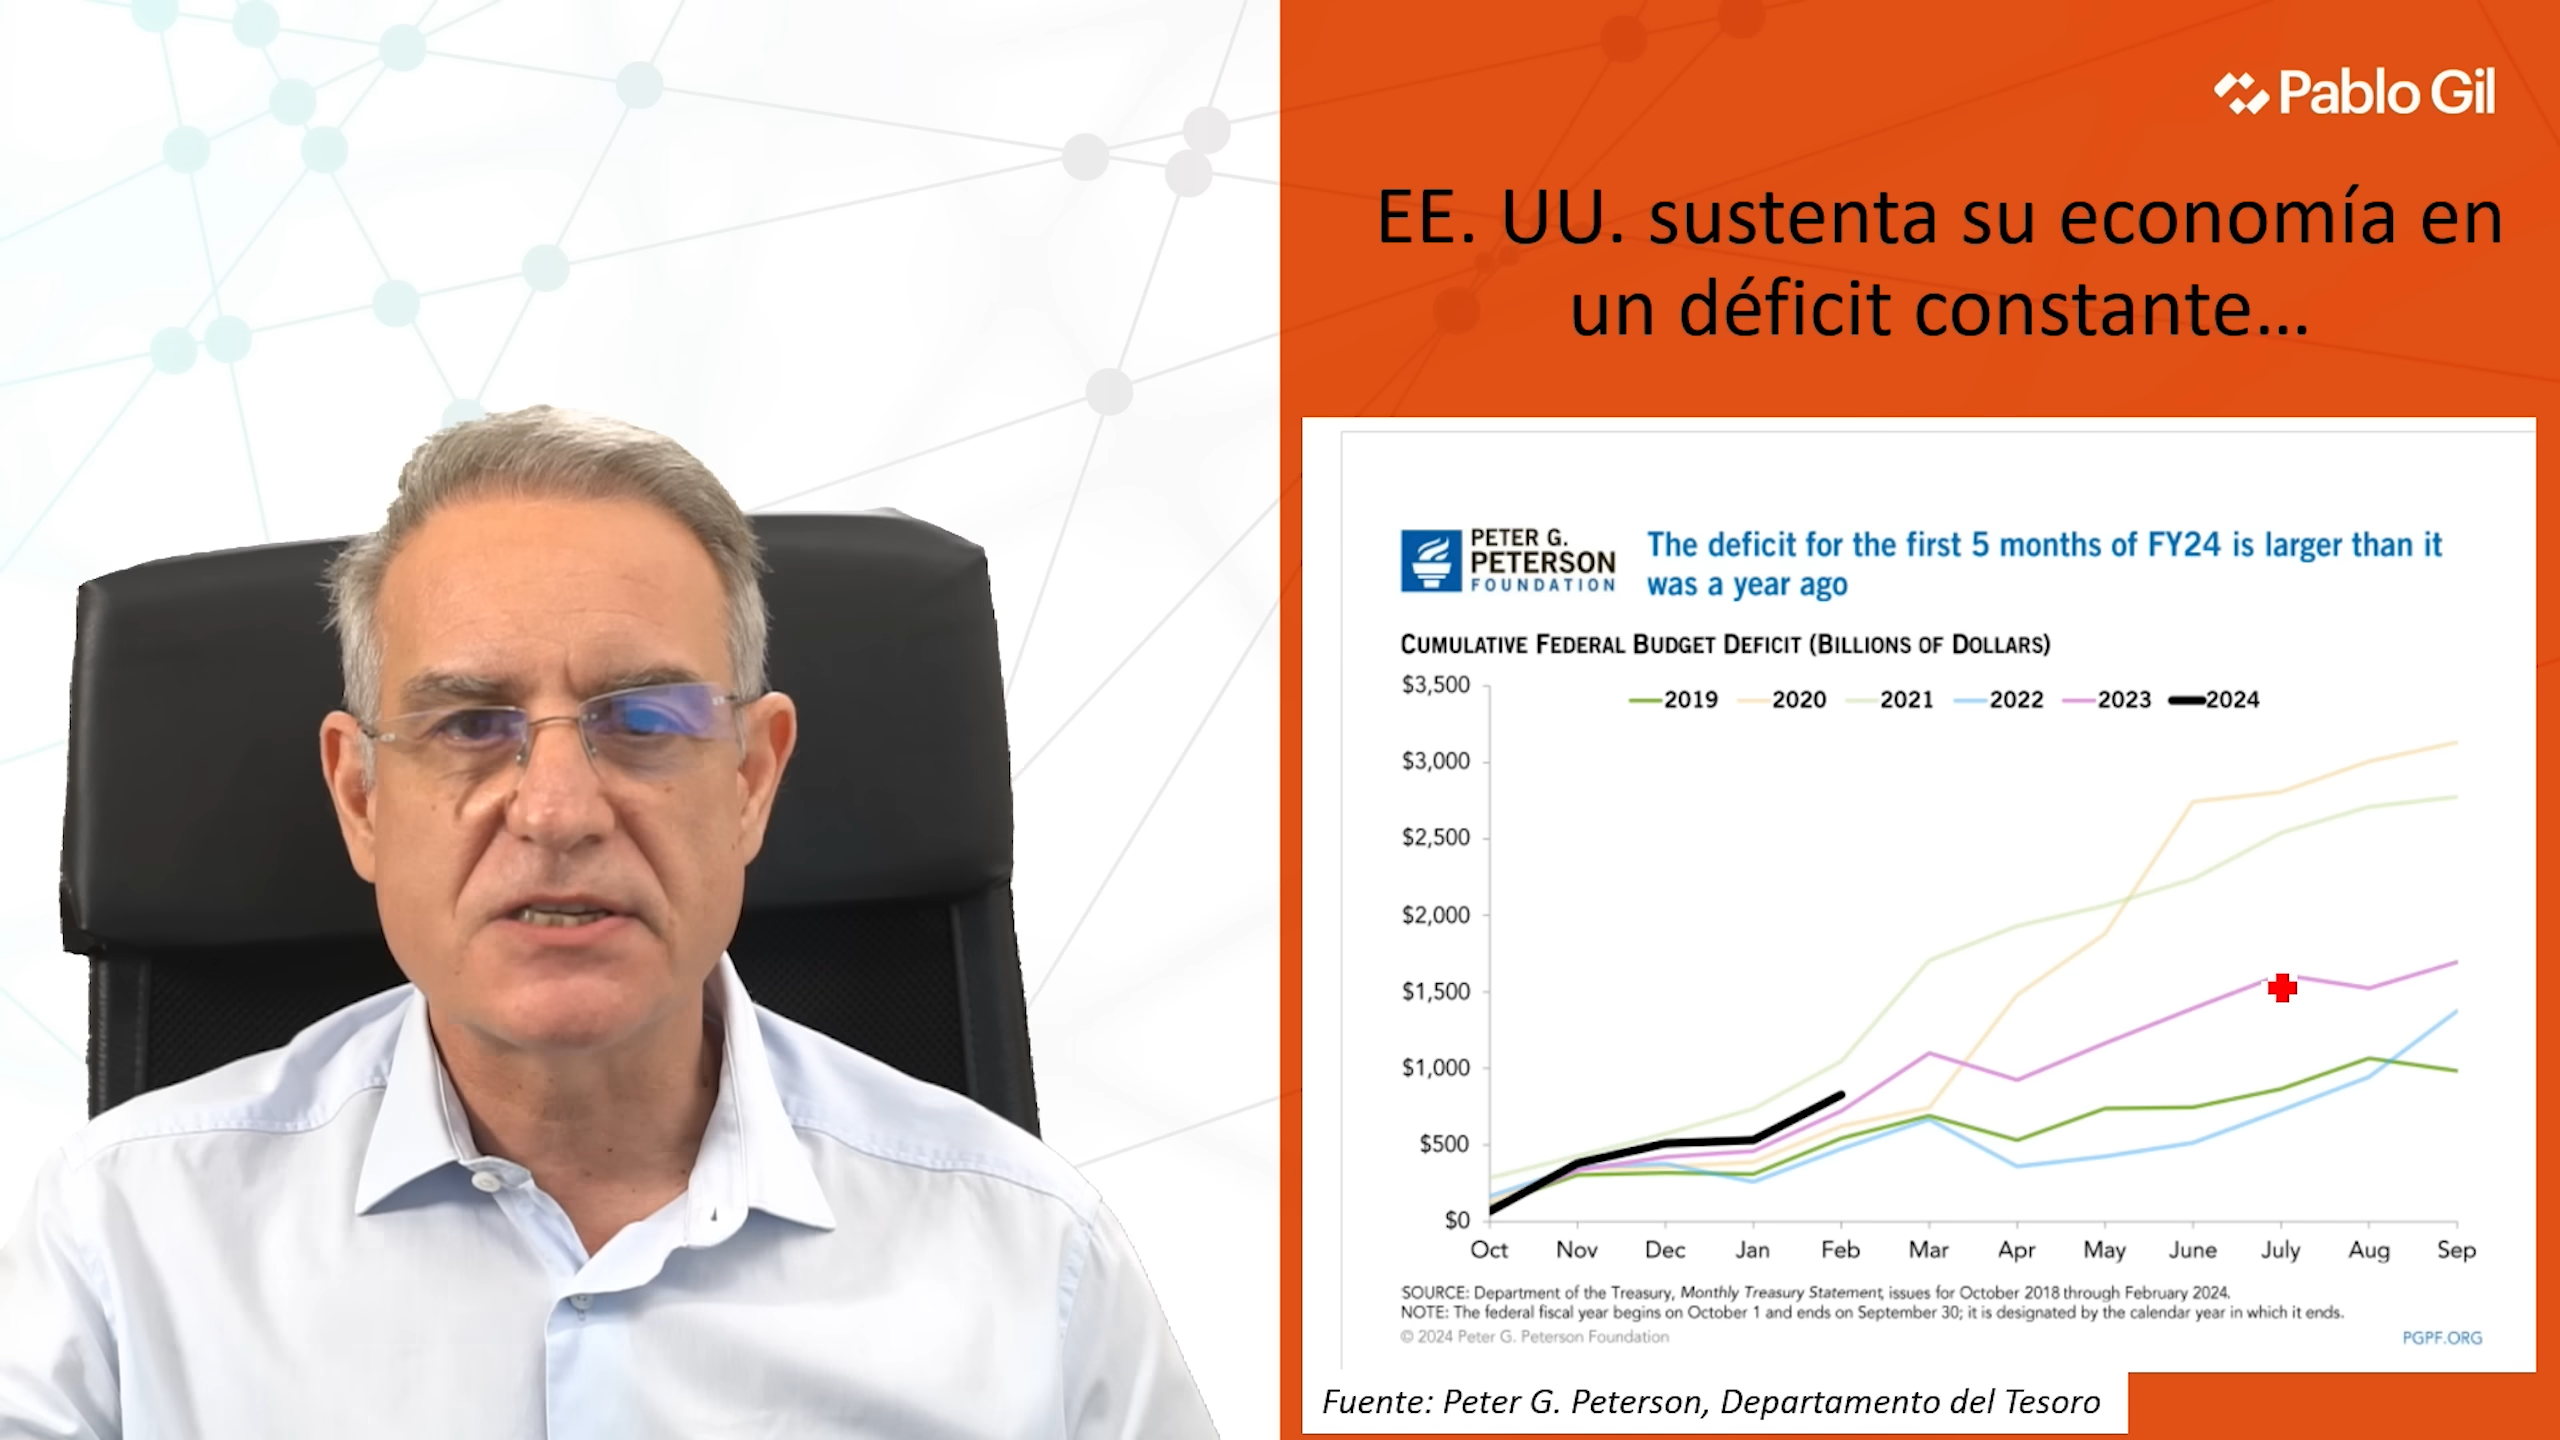 Pablo Gil
EE. UU. sustenta su economía en
un déficit constante...
PETER G.
PETERSON
FOUNDATION
The deficit for the first 5 months of FY24 is larger than it
was a year ago
CUMULATIVE FEDERAL BUDGET DEFICIT (BILLIONS OF DOLLARS)
2019 2020 2021 2022 2023 2024
$3,500
$3,000
$2,500
$2,000
$1,500
$1,000
$500
$0
Oct Nov Dec Jan Feb Mar Apr May June July Aug Sep
SOURCE: Department of the Treasury, Monthly Treasury Statement, issues for October 2018 through February 2024.
NOTE: The federal fiscal year begins on October 1 and ends on September 30; it is designated by the calendar year in which it ends.
© 2024 Peter G. Peterson Foundation
PGPF.ORG
Fuente: Peter G. Peterson, Departamento del Tesoro